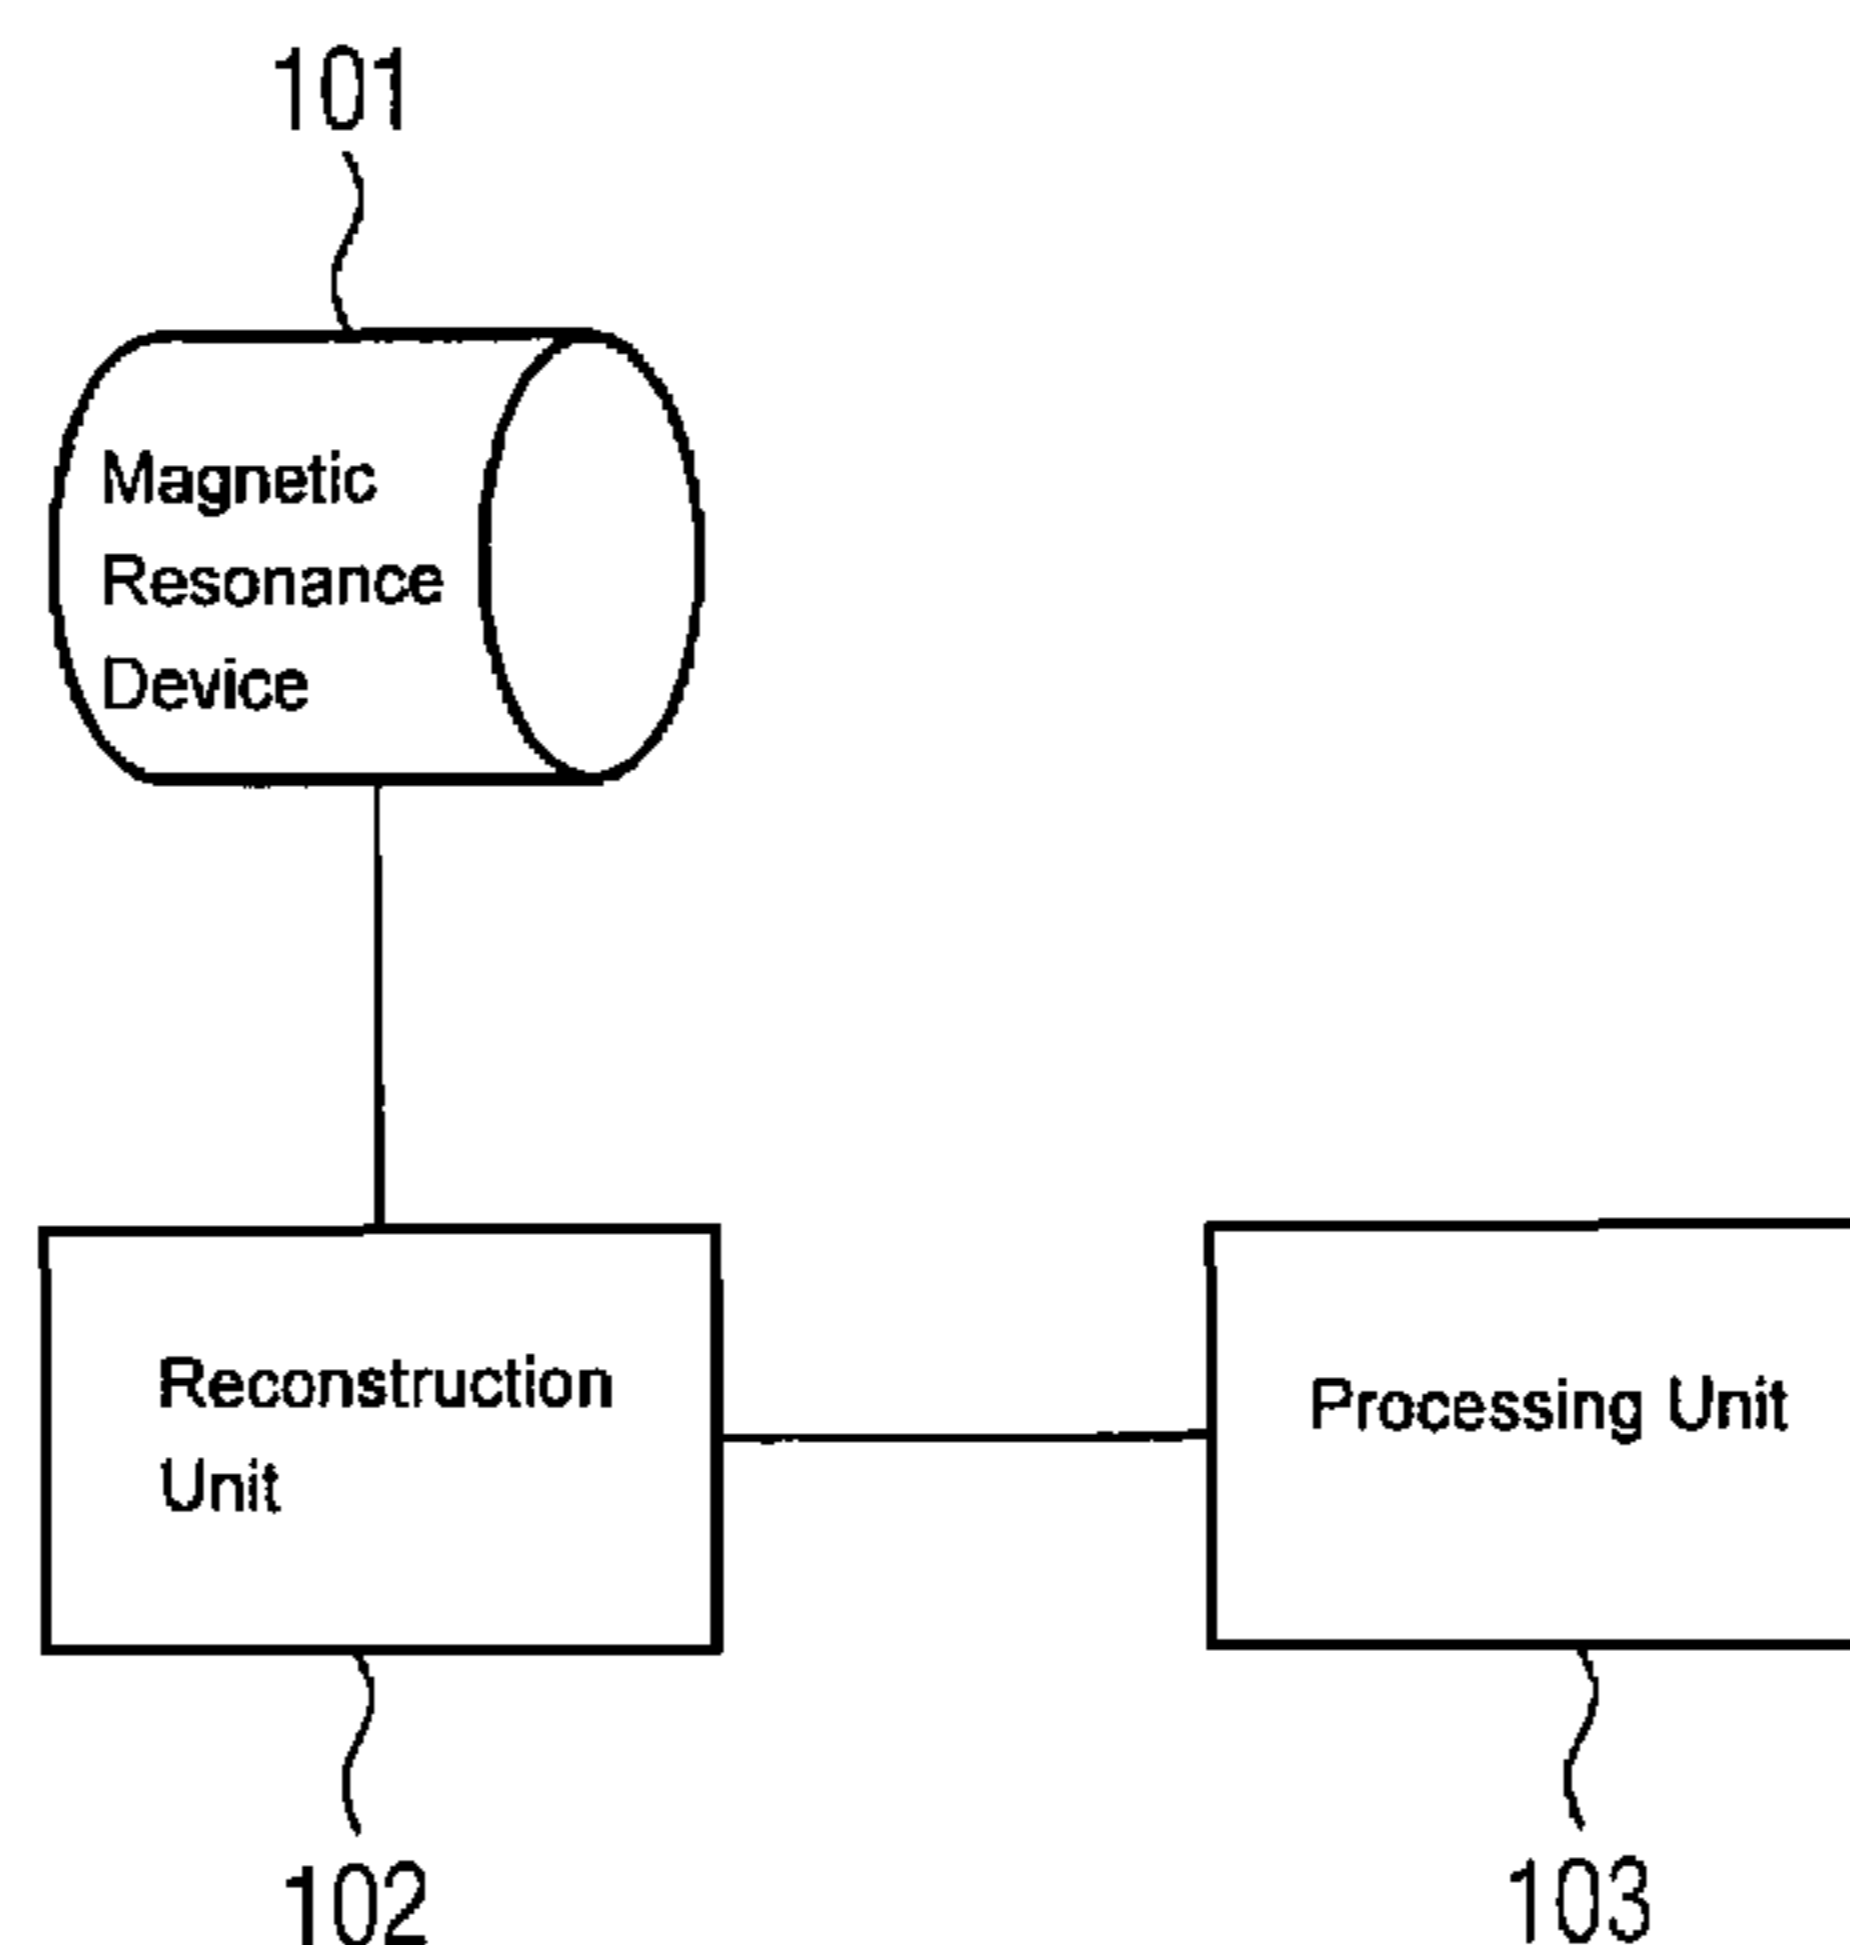 101
Magnetic
Resonance
Device
Reconstruction
Unit
Processing Unit
102
103